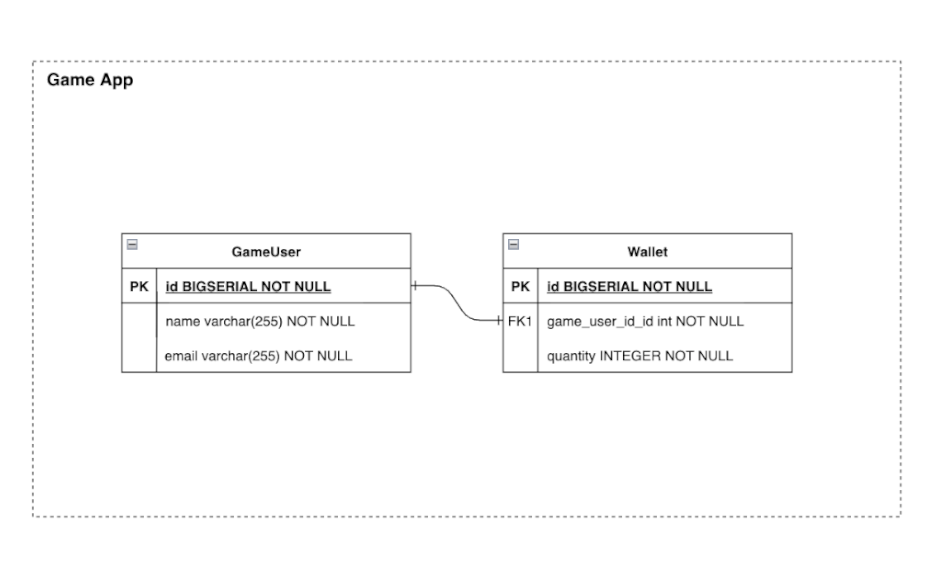 Game App
GameUser
PK id BIGSERIAL NOT NULL
name varchar(255) NOT NULL
email varchar(255) NOT NULL
Wallet
PK id BIGSERIAL NOT NULL
FK1 game_user_id_id int NOT NULL
quantity INTEGER NOT NULL